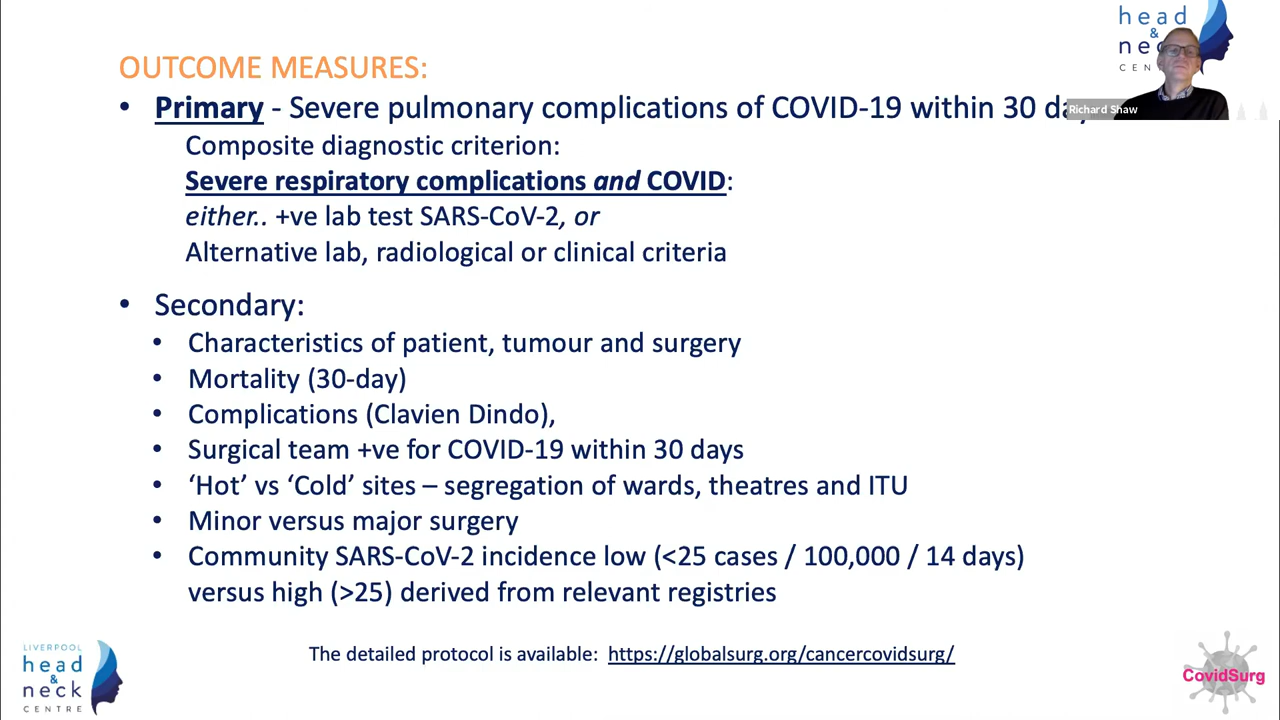 head
&
ne
CEN
Richard Shaw
OUTCOME MEASURES:
• Primary - Severe pulmonary complications of COVID-19 within 30
Composite diagnostic criterion:
Severe respiratory complications and COVID:
either.. +ve lab test SARS-CoV-2, or
Alternative lab, radiological or clinical criteria
• Secondary:
• Characteristics of patient, tumour and surgery
• Mortality (30-day)
• Complications (Clavien Dindo),
• Surgical team +ve for COVID-19 within 30 days
• ‘Hot’ vs ‘Cold’ sites – segregation of wards, theatres and ITU
• Minor versus major surgery
• Community SARS-CoV-2 incidence low (<25 cases / 100,000 / 14 days)
versus high (>25) derived from relevant registries
The detailed protocol is available: https://globalsurg.org/cancercovidsurg/
LIVERPOOL
head
&
neck
CENTRE
CovidSurg